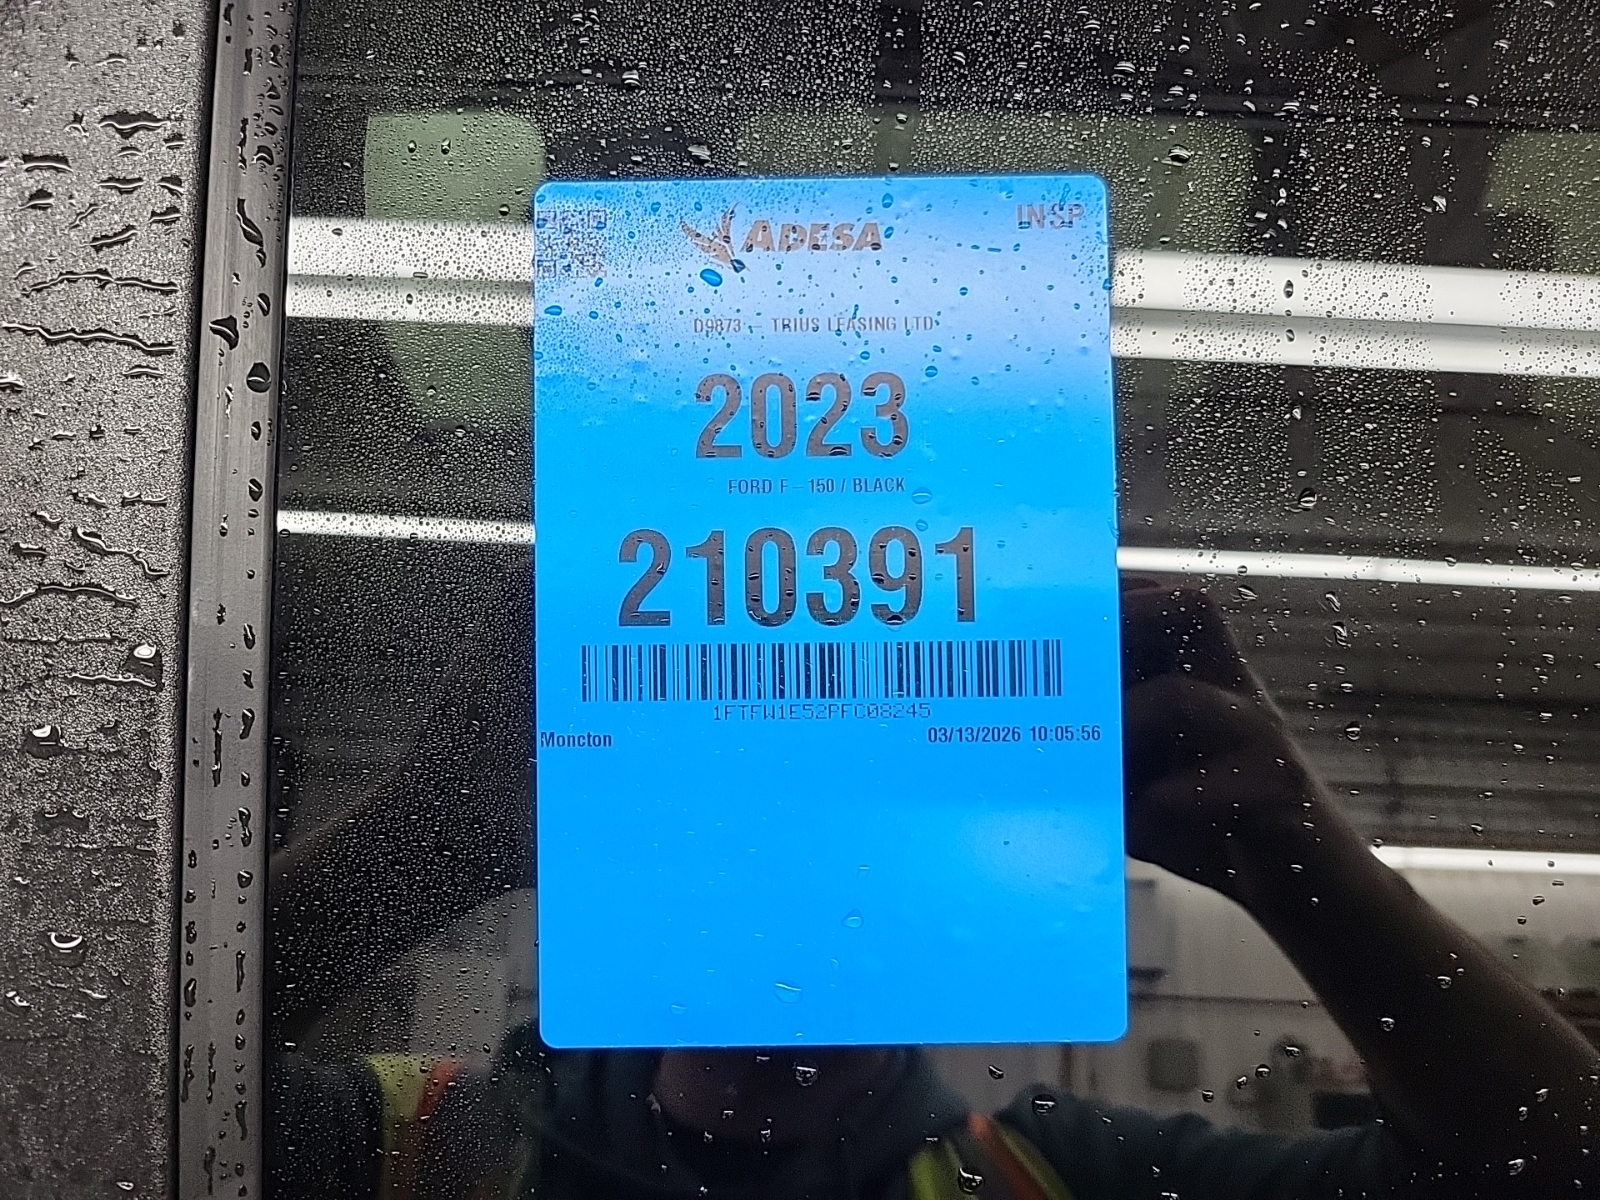 ADESA
INSP
D9873 - TRIUS LEASING LTD
2023
FORD F-150 / BLACK
210391
1FTFW1E52PFC08245
Moncton
03/13/2026 10:05:56